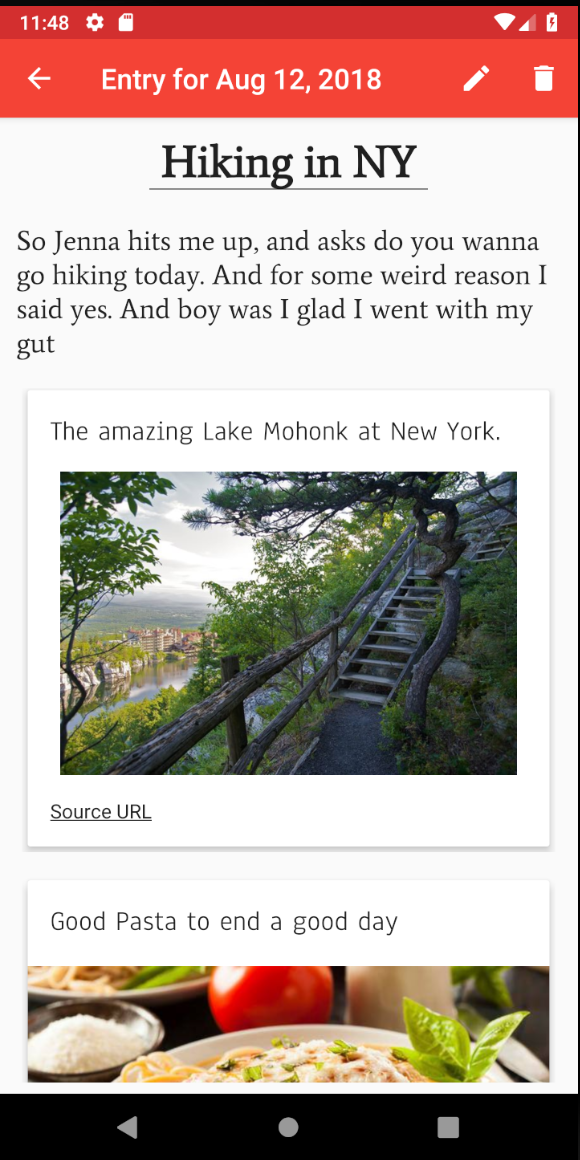 11:48
Entry for Aug 12, 2018
Hiking in NY
So Jenna hits me up, and asks do you wanna
go hiking today. And for some weird reason I
said yes. And boy was I glad I went with my
gut
The amazing Lake Mohonk at New York.
Source URL
Good Pasta to end a good day